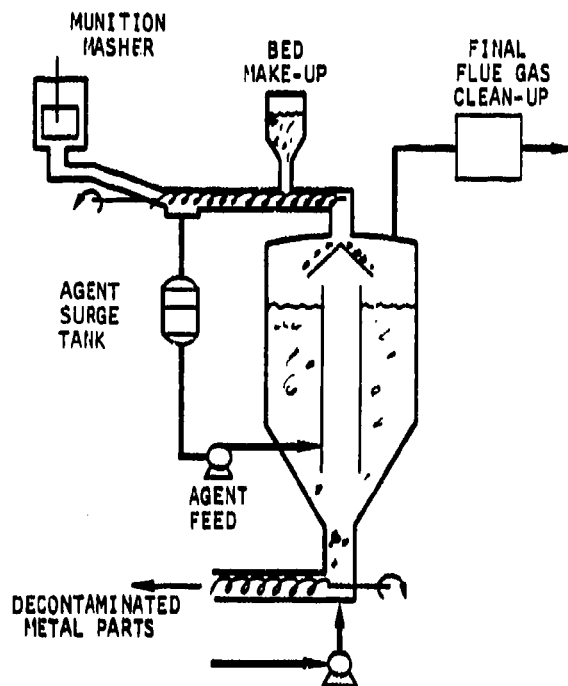 MUNITION
MASHER
BED
MAKE-UP
FINAL
FLUE GAS
CLEAN-UP
AGENT
SURGE
TANK
AGENT
FEED
DECONTAMINATED
METAL PARTS